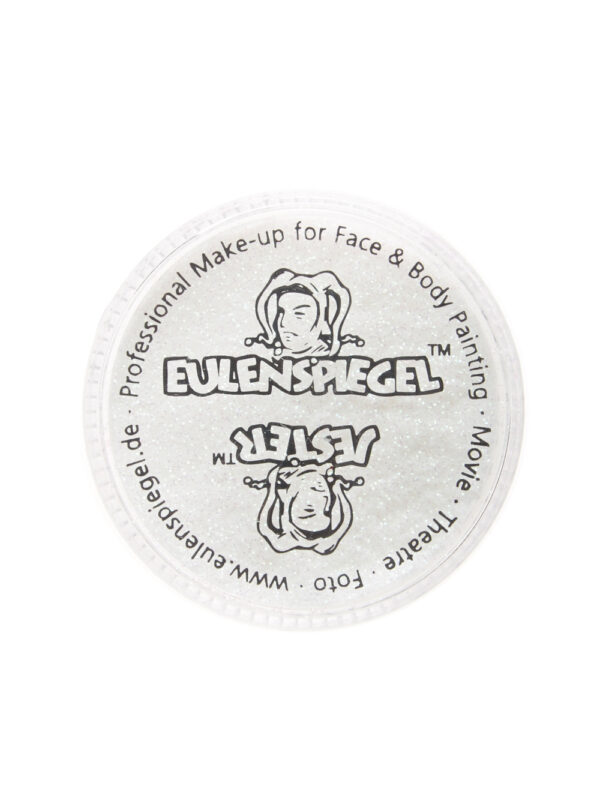 Professional Make-up for Face & Body Painting · Movie · Theatre · Foto · www.eulenspiegel.de ·
EULENSPIEGEL™
JESTER™